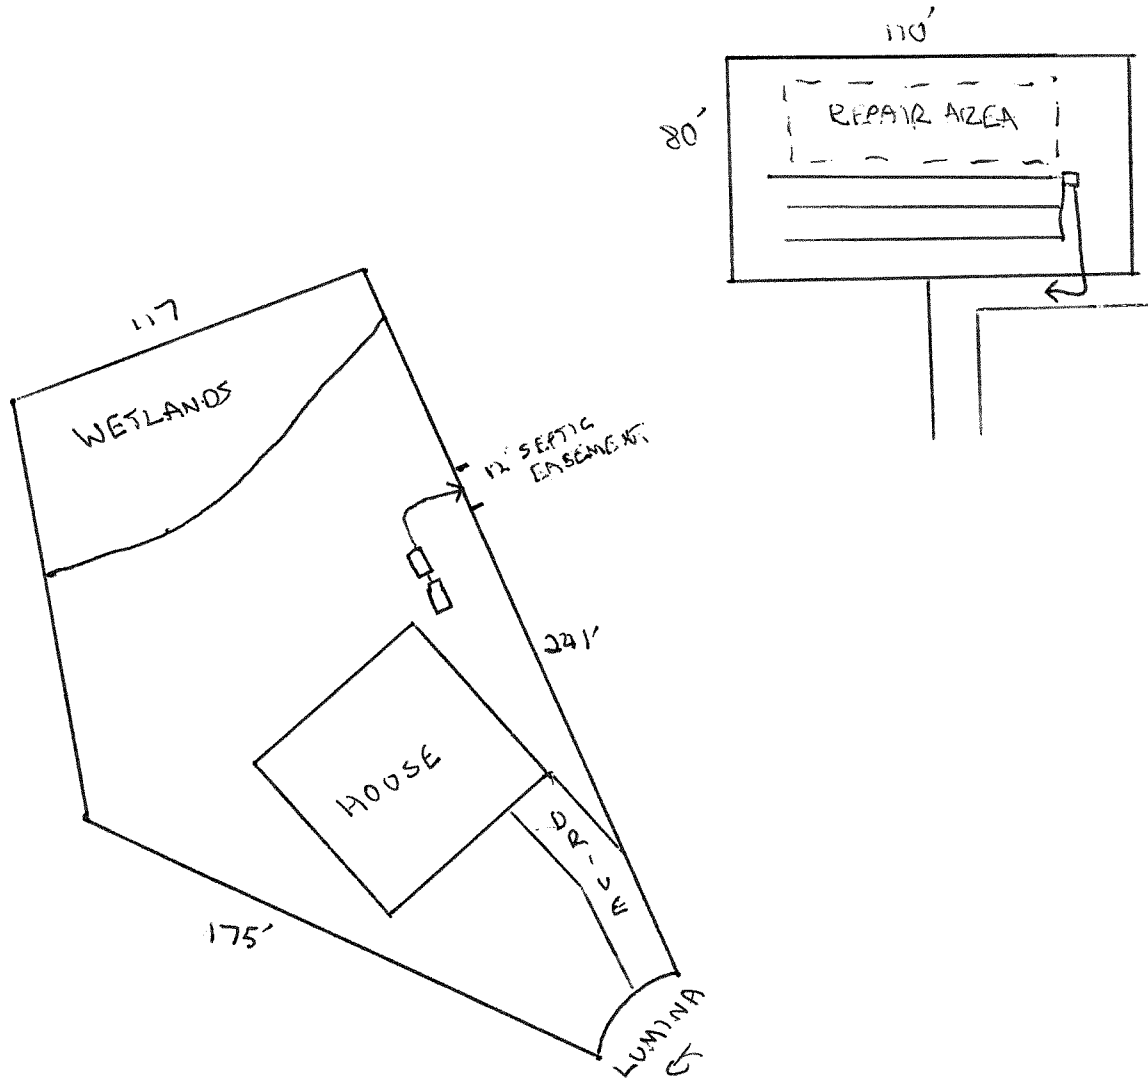 110'
80'
REPAIR AREA
117
WETLANDS
12' SEPTIC
EASEMENT
241'
HOUSE
DRIVE
175'
LUMINA